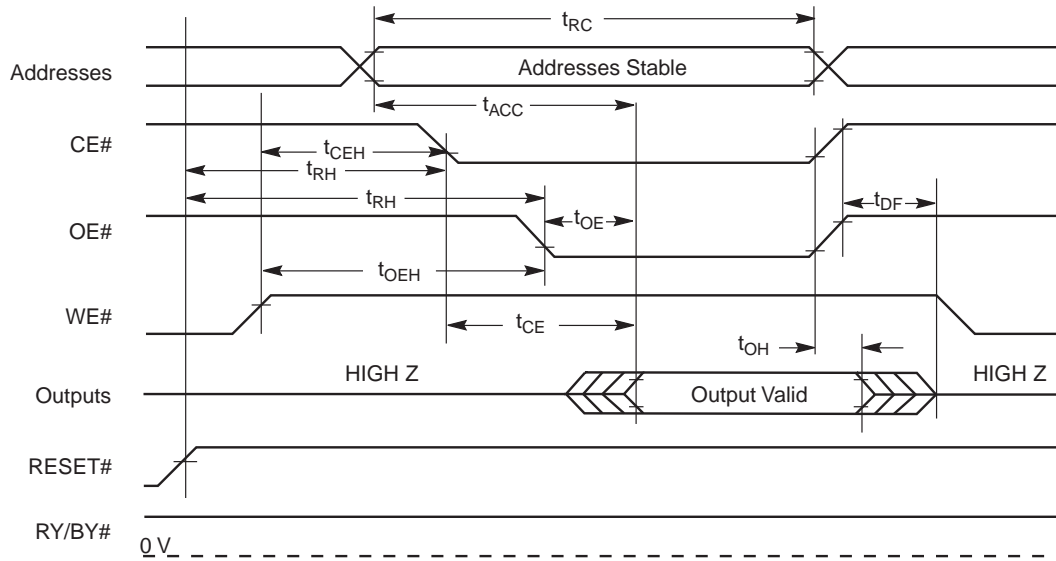 tRC
Addresses
Addresses Stable
tACC
CE#
tCEH
tRH
tRH
tDF
tOE
OE#
tOEH
WE#
tCE
tOH
HIGH Z
HIGH Z
Outputs
Output Valid
RESET#
RY/BY#
0 V